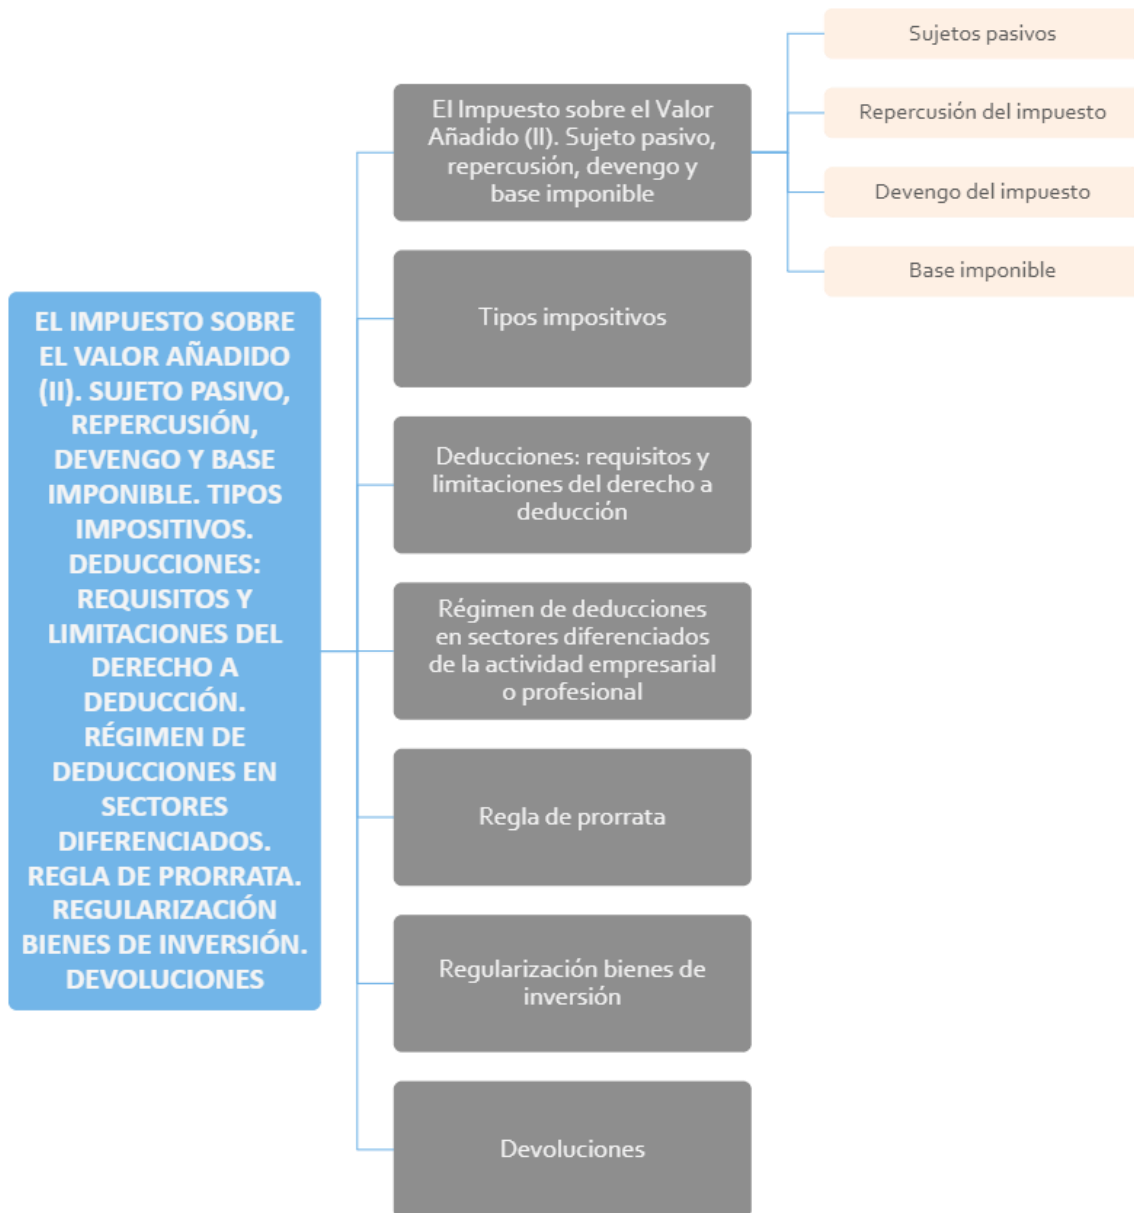 EL IMPUESTO SOBRE
EL VALOR AÑADIDO
(II). SUJETO PASIVO,
REPERCUSIÓN,
DEVENGO Y BASE
IMPONIBLE. TIPOS
IMPOSITIVOS.
DEDUCCIONES:
REQUISITOS Y
LIMITACIONES DEL
DERECHO A
DEDUCCIÓN.
RÉGIMEN DE
DEDUCCIONES EN
SECTORES
DIFERENCIADOS.
REGLA DE PRORRATA.
REGULARIZACIÓN
BIENES DE INVERSIÓN.
DEVOLUCIONES
El Impuesto sobre el Valor
Añadido (II). Sujeto pasivo,
repercusión, devengo y
base imponible
Sujetos pasivos
Repercusión del impuesto
Devengo del impuesto
Base imponible
Tipos impositivos
Deducciones: requisitos y
limitaciones del derecho a
deducción
Régimen de deducciones
en sectores diferenciados
de la actividad empresarial
o profesional
Regla de prorrata
Regularización bienes de
inversión
Devoluciones